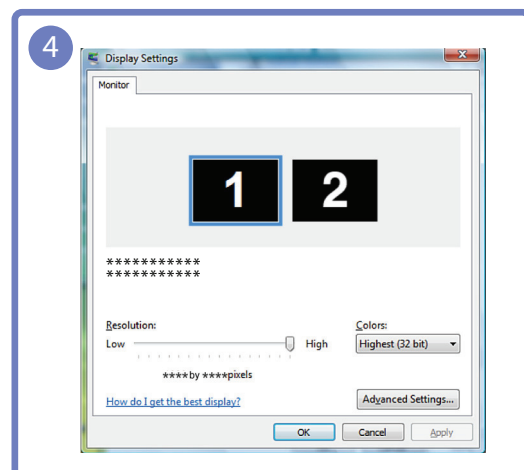 4
Display Settings
Monitor
1 2
***********
***********
Resolution: Colors:
Low High Highest (32 bit)
****by ****pixels
How do I get the best display? Advanced Settings...
OK Cancel Apply